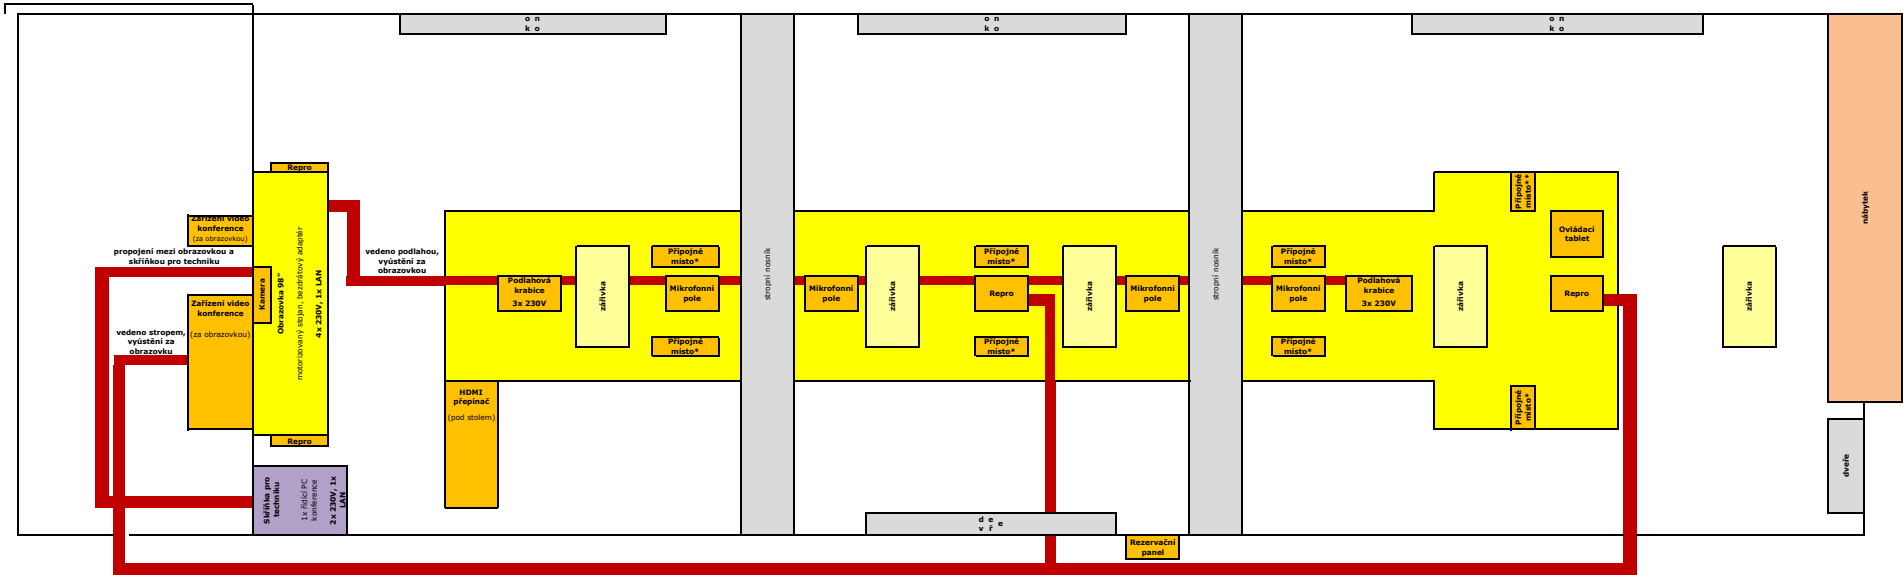 o n
k o
o n
k o
o n
k o
Repro
Zařízení video
konference
(za obrazovkou)
propojení mezi obrazovkou a
skříňkou pro techniku
Kamera
Obrazovka 98"
motorizovaný stojan, bezdrátový adaptér
4x 230V, 1x LAN
Zařízení video
konference
(za obrazovkou)
vedeno stropem,
vyústění za
obrazovku
Repro
Skříňka pro
techniku
1x řídící PC
konference
2x 230V, 1x
LAN
vedeno podlahou,
vyústění za
obrazovkou
Podlahová
krabice
3x 230V
zářivka
Přípojné
místo*
Mikrofonní
pole
Přípojné
místo*
HDMI
přepínač
(pod stolem)
stropní nosník
Mikrofonní
pole
zářivka
Přípojné
místo*
Repro
Přípojné
místo*
zářivka
Mikrofonní
pole
stropní nosník
Přípojné
místo*
Mikrofonní
pole
Přípojné
místo*
Podlahová
krabice
3x 230V
zářivka
Přípojné
místo**
Ovládací
tablet
Repro
Přípojné
místo*
zářivka
nábytek
dveře
d e
v ř e
Rezervační
panel